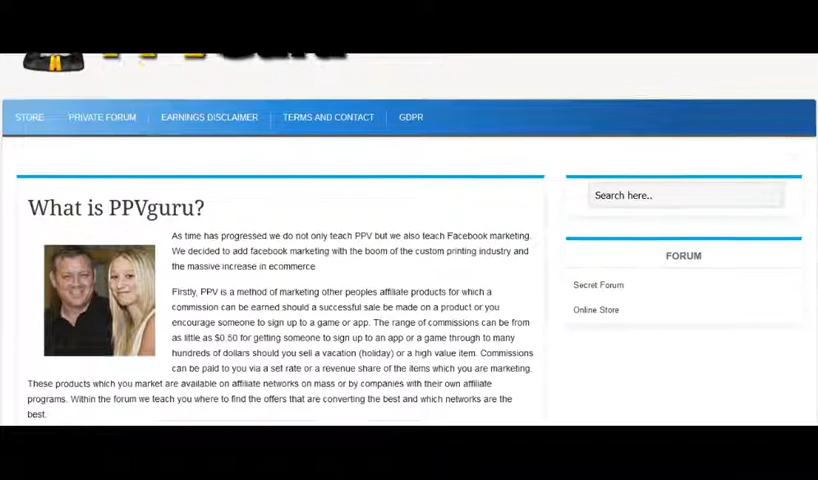 STORE PRIVATE FORUM EARNINGS DISCLAIMER TERMS AND CONTACT GDPR
What is PPVguru?
As time has progressed we do not only teach PPV but we also teach Facebook marketing.
We decided to add facebook marketing with the boom of the custom printing industry and
the massive increase in ecommerce
Firstly, PPV is a method of marketing other peoples affiliate products for which a
commission can be earned should a successful sale be made on a product or you
encourage someone to sign up to a game or app. The range of commissions can be from
as little as $0.50 for getting someone to sign up to an app or a game through to many
hundreds of dollars should you sell a vacation (holiday) or a high value item. Commissions
can be paid to you via a set rate or a revenue share of the items which you are marketing.
These products which you market are available on affiliate networks on mass or by companies with their own affiliate
programs. Within the forum we teach you where to find the offers that are converting the best and which networks are the
best.
Search here..
FORUM
Secret Forum
Online Store